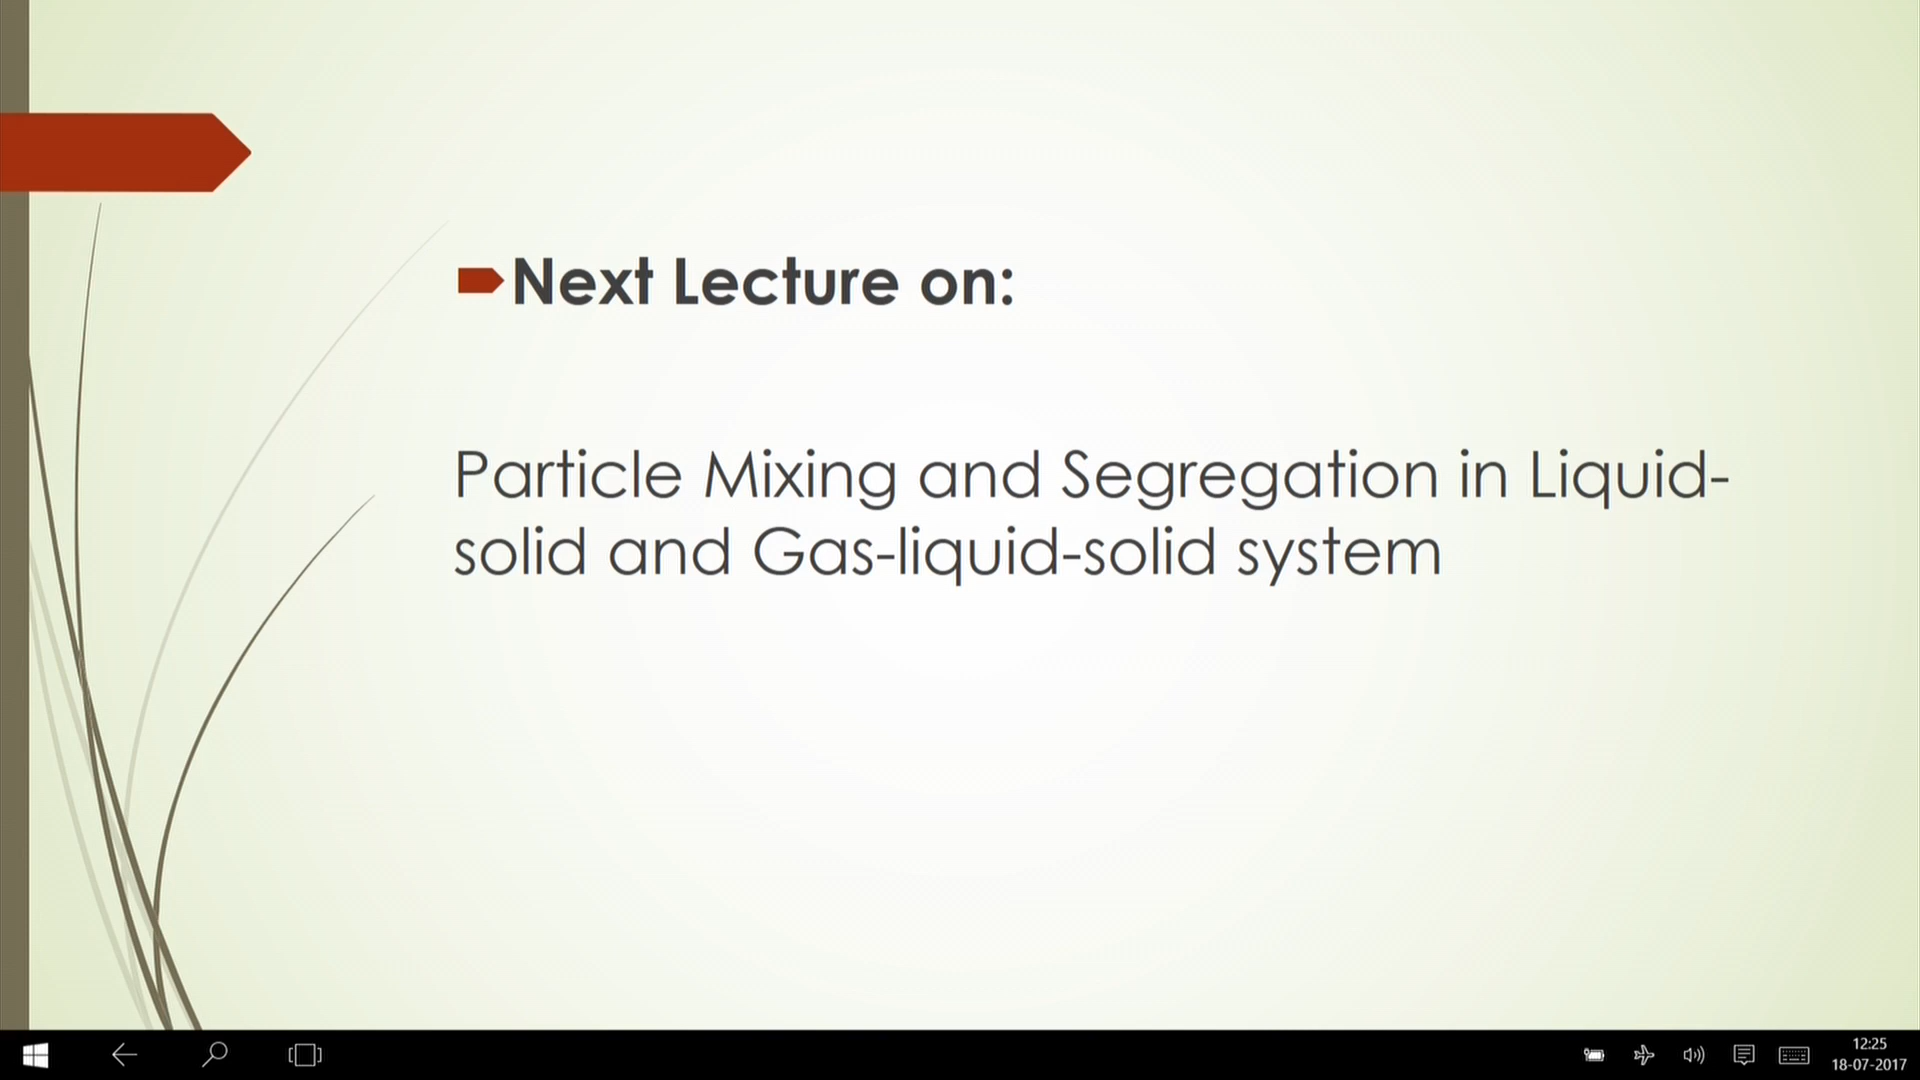 Next Lecture on:
Particle Mixing and Segregation in Liquid-
solid and Gas-liquid-solid system
12:25
18-07-2017